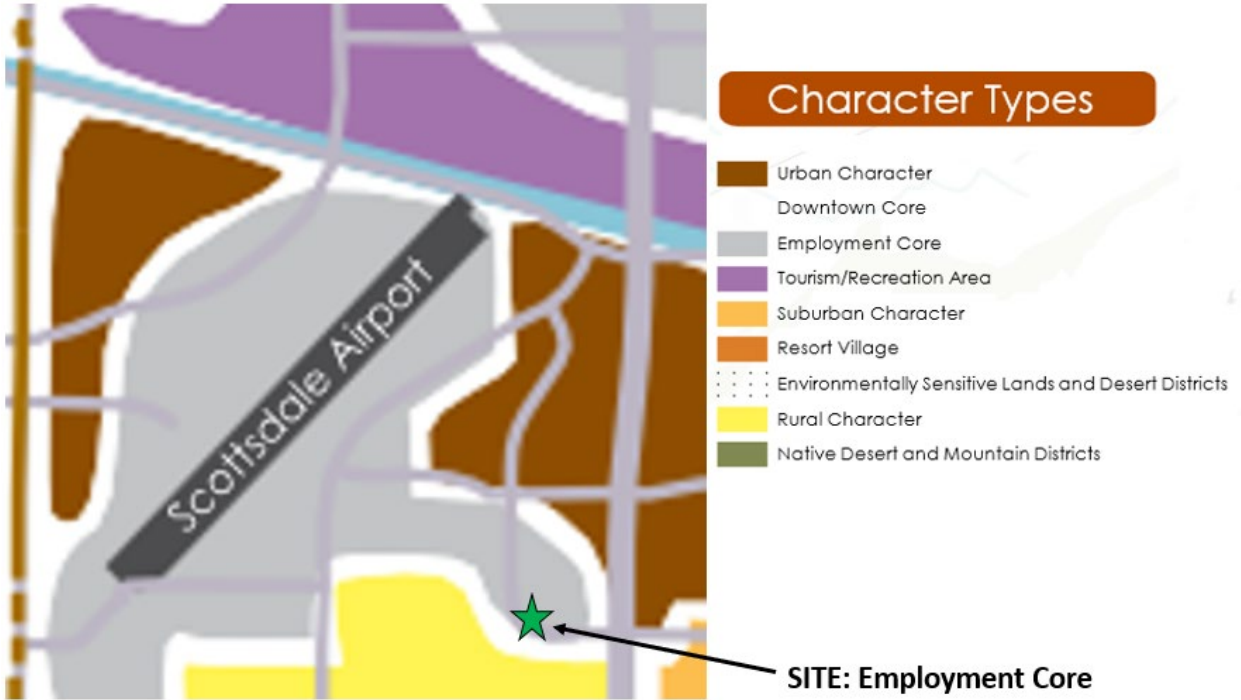 Character Types
Urban Character
Downtown Core
Employment Core
Tourism/Recreation Area
Suburban Character
Resort Village
Environmentally Sensitive Lands and Desert Districts
Rural Character
Native Desert and Mountain Districts
Scottsdale Airport
SITE: Employment Core